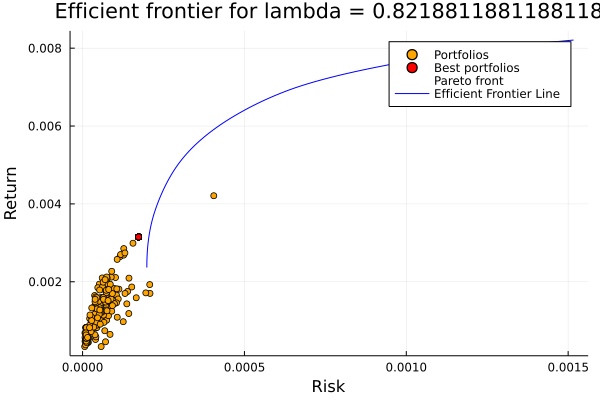 Efficient frontier for lambda = 0.8218811881188118
0.008
0.006
0.004
0.002
Return
Portfolios
Best portfolios
Pareto front
Efficient Frontier Line
0.0000
0.0005
0.0010
0.0015
Risk